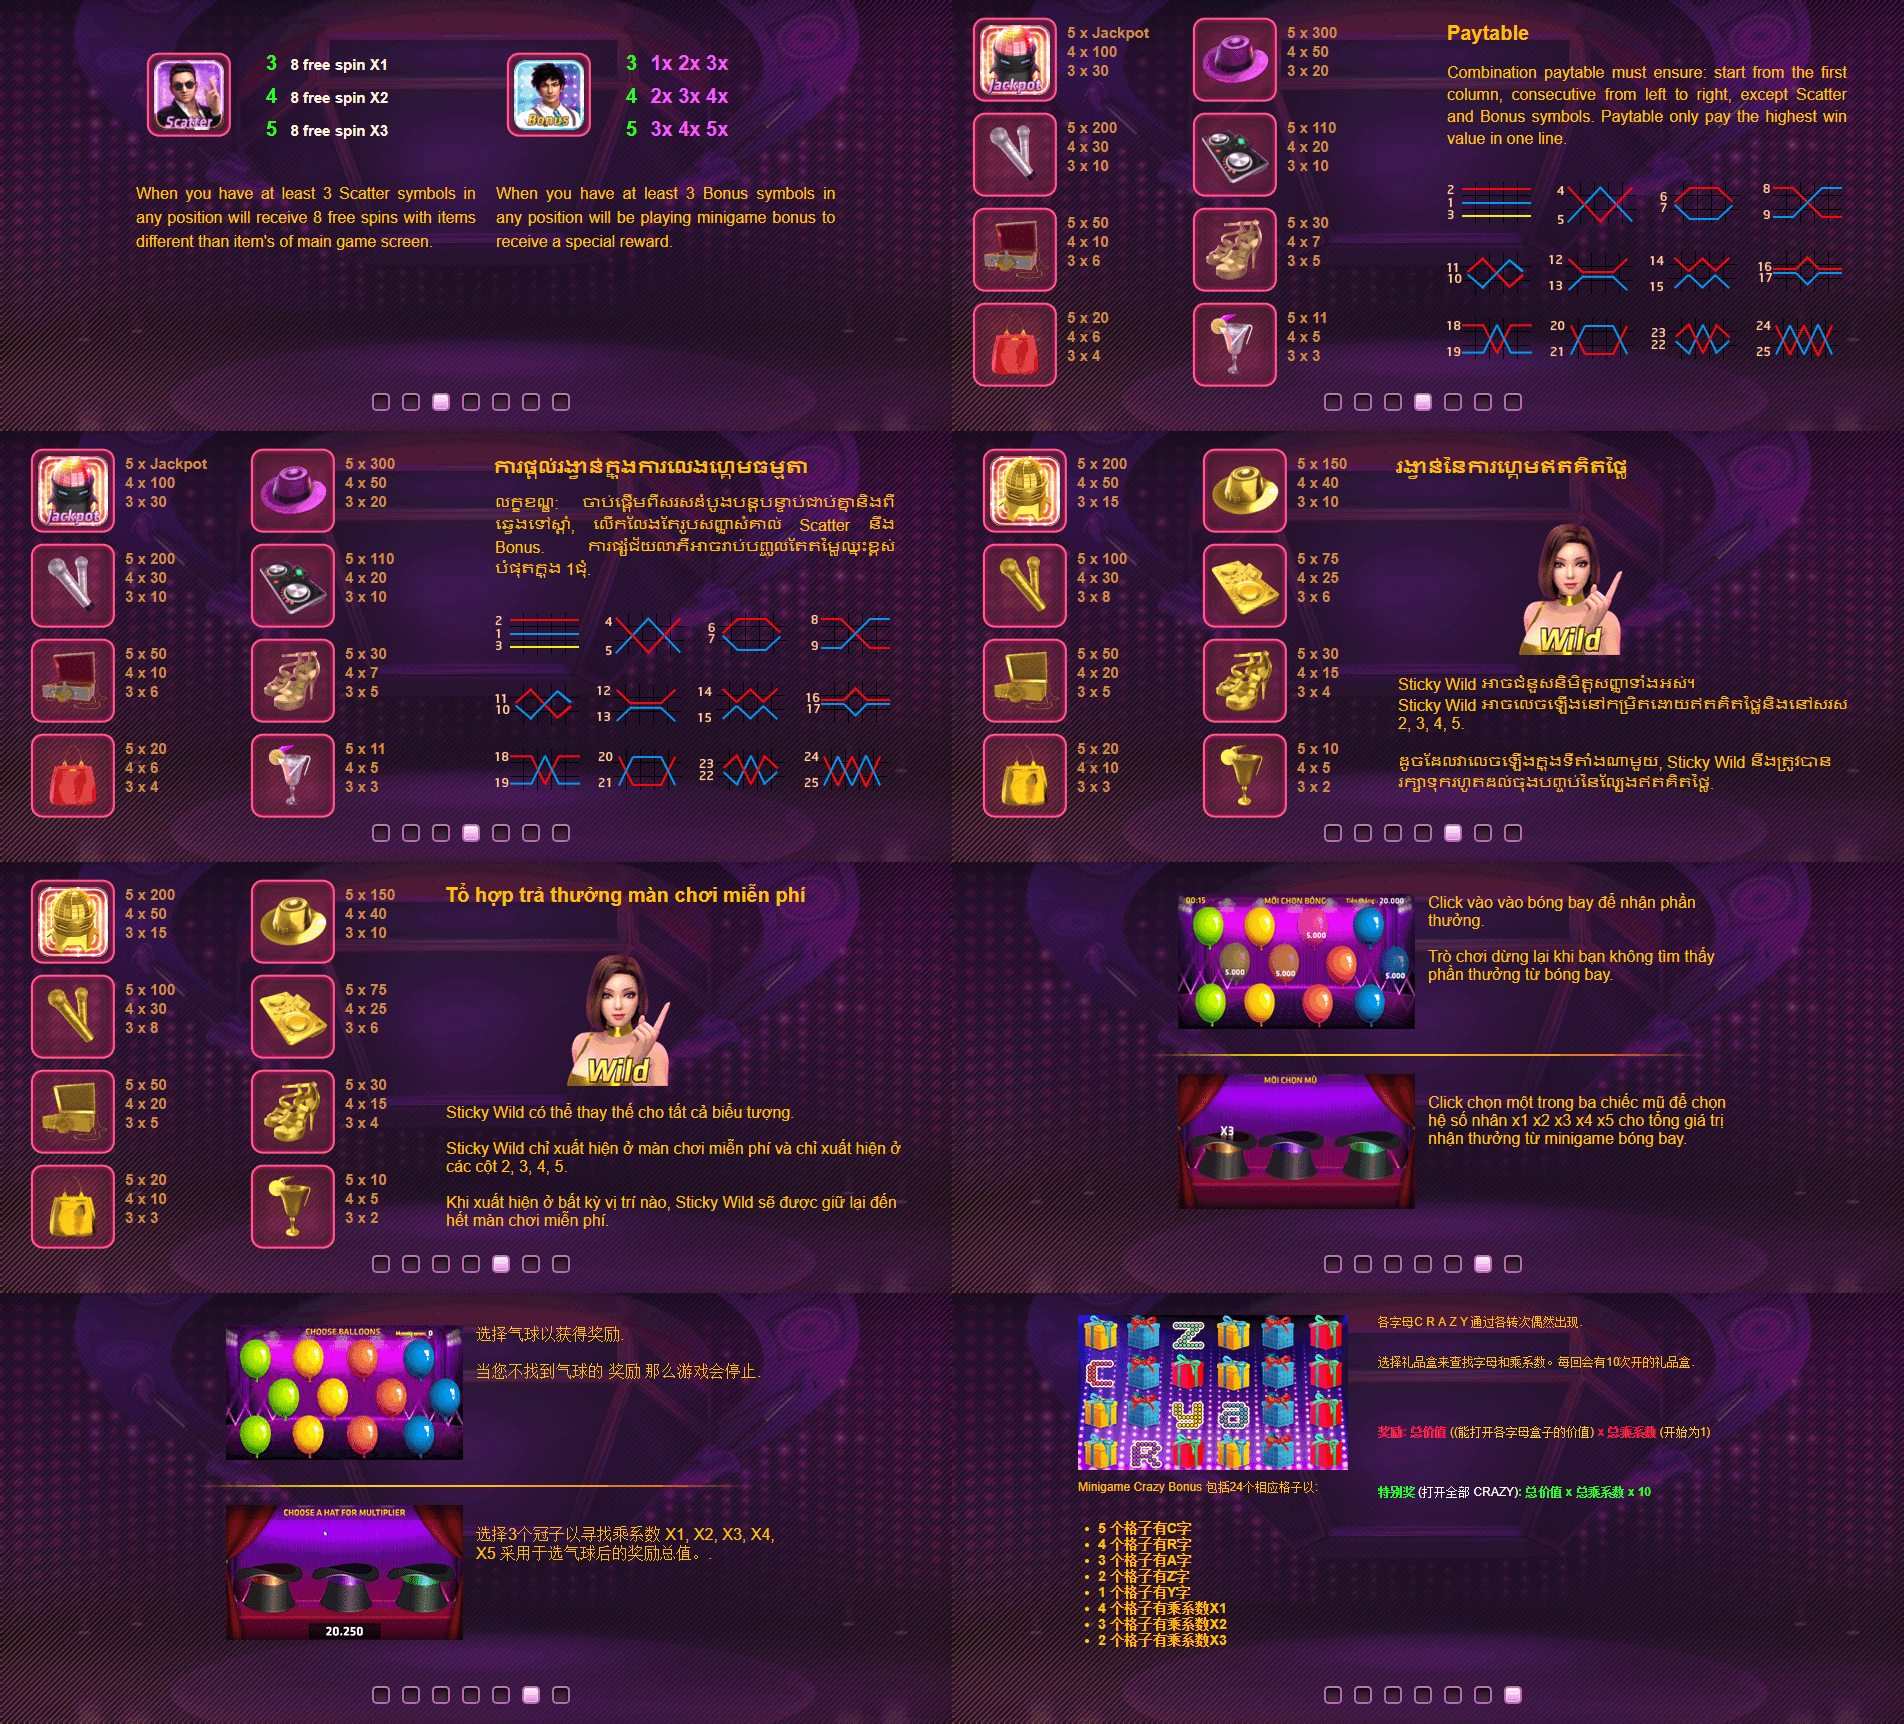 3 8 free spin X1
4 8 free spin X2
5 8 free spin X3
Scatter
3 1x 2x 3x
4 2x 3x 4x
5 3x 4x 5x
Bonus
When you have at least 3 Scatter symbols in
any position will receive 8 free spins with items
different than item's of main game screen.
When you have at least 3 Bonus symbols in
any position will be playing minigame bonus to
receive a special reward.
Jackpot
5 x Jackpot
4 x 100
3 x 30
5 x 300
4 x 50
3 x 20
5 x 200
4 x 30
3 x 10
5 x 110
4 x 20
3 x 10
5 x 50
4 x 10
3 x 6
5 x 30
4 x 7
3 x 5
5 x 20
4 x 6
3 x 4
5 x 11
4 x 5
3 x 3
Paytable
Combination paytable must ensure: start from the first
column, consecutive from left to right, except Scatter
and Bonus symbols. Paytable only pay the highest win
value in one line.
2 4 6 8
1 7
3 5 9
11 12 14 16
10 13 15 17
18 20 23 24
19 21 22 25
Jackpot
5 x Jackpot
4 x 100
3 x 30
5 x 300
4 x 50
3 x 20
5 x 200
4 x 30
3 x 10
5 x 110
4 x 20
3 x 10
5 x 50
4 x 10
3 x 6
5 x 30
4 x 7
3 x 5
5 x 20
4 x 6
3 x 4
5 x 11
4 x 5
3 x 3
ការផ្តល់រង្វាន់ក្នុងការលេងហ្គេមធម្មតា
លក្ខខណ្ឌ: ចាប់ផ្តើមពីសរសដំបូងបន្តបន្ទាប់ជាប់គ្នានិងពី
ឆ្វេងទៅស្តាំ, លើកលែងតែរូបសញ្ញាសំគាល់ Scatter និង
Bonus. ការផ្សំជ័យលាភីអាចរាប់បញ្ចូលតែតម្លៃឈ្នះខ្ពស់
បំផុតក្នុង 1ជុំ.
2 4 6 8
1 7
3 5 9
11 12 14 16
10 13 15 17
18 20 23 24
19 21 22 25
5 x 200
4 x 50
3 x 15
5 x 150
4 x 40
3 x 10
5 x 100
4 x 30
3 x 8
5 x 75
4 x 25
3 x 6
5 x 50
4 x 20
3 x 5
5 x 30
4 x 15
3 x 4
5 x 20
4 x 10
3 x 3
5 x 10
4 x 5
3 x 2
រង្វាន់នៃការហ្គេមឥតគិតថ្លៃ
Wild
Sticky Wild អាចជំនួសនិមិត្តសញ្ញាទាំងអស់។
Sticky Wild អាចលេចឡើងនៅកម្រិតដោយឥតគិតថ្លៃនិងនៅសរស
2, 3, 4, 5.
ដូចដែលវាលេចឡើងក្នុងទីតាំងណាមួយ, Sticky Wild នឹងត្រូវបាន
រក្សាទុករហូតដល់ចុងបញ្ចប់នៃល្បែងឥតគិតថ្លៃ.
5 x 200
4 x 50
3 x 15
5 x 150
4 x 40
3 x 10
5 x 100
4 x 30
3 x 8
5 x 75
4 x 25
3 x 6
5 x 50
4 x 20
3 x 5
5 x 30
4 x 15
3 x 4
5 x 20
4 x 10
3 x 3
5 x 10
4 x 5
3 x 2
Tổ hợp trả thưởng màn chơi miễn phí
Wild
Sticky Wild có thể thay thế cho tất cả biểu tượng.
Sticky Wild chỉ xuất hiện ở màn chơi miễn phí và chỉ xuất hiện ở
các cột 2, 3, 4, 5.
Khi xuất hiện ở bất kỳ vị trí nào, Sticky Wild sẽ được giữ lại đến
hết màn chơi miễn phí.
00:15 MỜI CHỌN BÓNG Tiền thắng 20.000
5.000
5.000 5.000 5.000
Click vào vào bóng bay để nhận phần
thưởng.
Trò chơi dừng lại khi bạn không tìm thấy
phần thưởng từ bóng bay.
MỜI CHỌN MŨ
X3
Click chọn một trong ba chiếc mũ để chọn
hệ số nhân x1 x2 x3 x4 x5 cho tổng giá trị
nhận thưởng từ minigame bóng bay.
CHOOSE BALLOONS
选择气球以获得奖励.
当您不找到气球的 奖励 那么游戏会停止.
CHOOSE A HAT FOR MULTIPLIER
20.250
选择3个冠子以寻找乘系数 X1, X2, X3, X4,
X5 采用于选气球后的奖励总值。.
Z
C
y a
R
各字母C R A Z Y 通过各转次偶然出现.
选择礼品盒来查找字母和乘系数。每回会有10次开的礼品盒.
奖励: 总价值 ((能打开各字母盒子的价值) x 总乘系数 (开始为1)
特别奖 (打开全部 CRAZY): 总价值 x 总乘系数 x 10
Minigame Crazy Bonus 包括24个相应格子以:
• 5 个格子有C字
• 4 个格子有R字
• 3 个格子有A字
• 2 个格子有Z字
• 1 个格子有Y字
• 4 个格子有乘系数X1
• 3 个格子有乘系数X2
• 2 个格子有乘系数X3